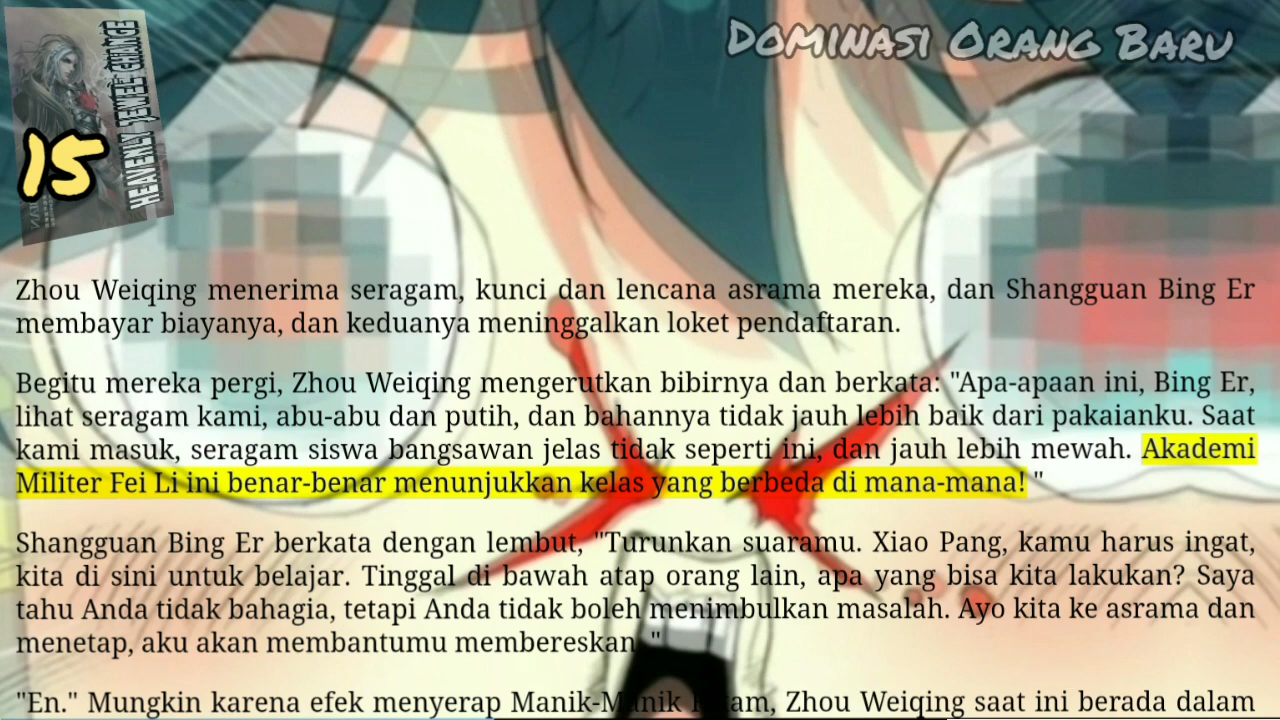 Dominasi Orang Baru
HEAVENLY JEWEL CHANGE
15
Zhou Weiqing menerima seragam, kunci dan lencana asrama mereka, dan Shangguan Bing Er
membayar biayanya, dan keduanya meninggalkan loket pendaftaran.
Begitu mereka pergi, Zhou Weiqing mengerutkan bibirnya dan berkata: "Apa-apaan ini, Bing Er,
lihat seragam kami, abu-abu dan putih, dan bahannya tidak jauh lebih baik dari pakaianku. Saat
kami masuk, seragam siswa bangsawan jelas tidak seperti ini, dan jauh lebih mewah. Akademi
Militer Fei Li ini benar-benar menunjukkan kelas yang berbeda di mana-mana! "
Shangguan Bing Er berkata dengan lembut, "Turunkan suaramu. Xiao Pang, kamu harus ingat,
kita di sini untuk belajar. Tinggal di bawah atap orang lain, apa yang bisa kita lakukan? Saya
tahu Anda tidak bahagia, tetapi Anda tidak boleh menimbulkan masalah. Ayo kita ke asrama dan
menetap, aku akan membantumu membereskan. "
"En." Mungkin karena efek menyerap Manik-Manik Zhou Weiqing saat ini berada dalam